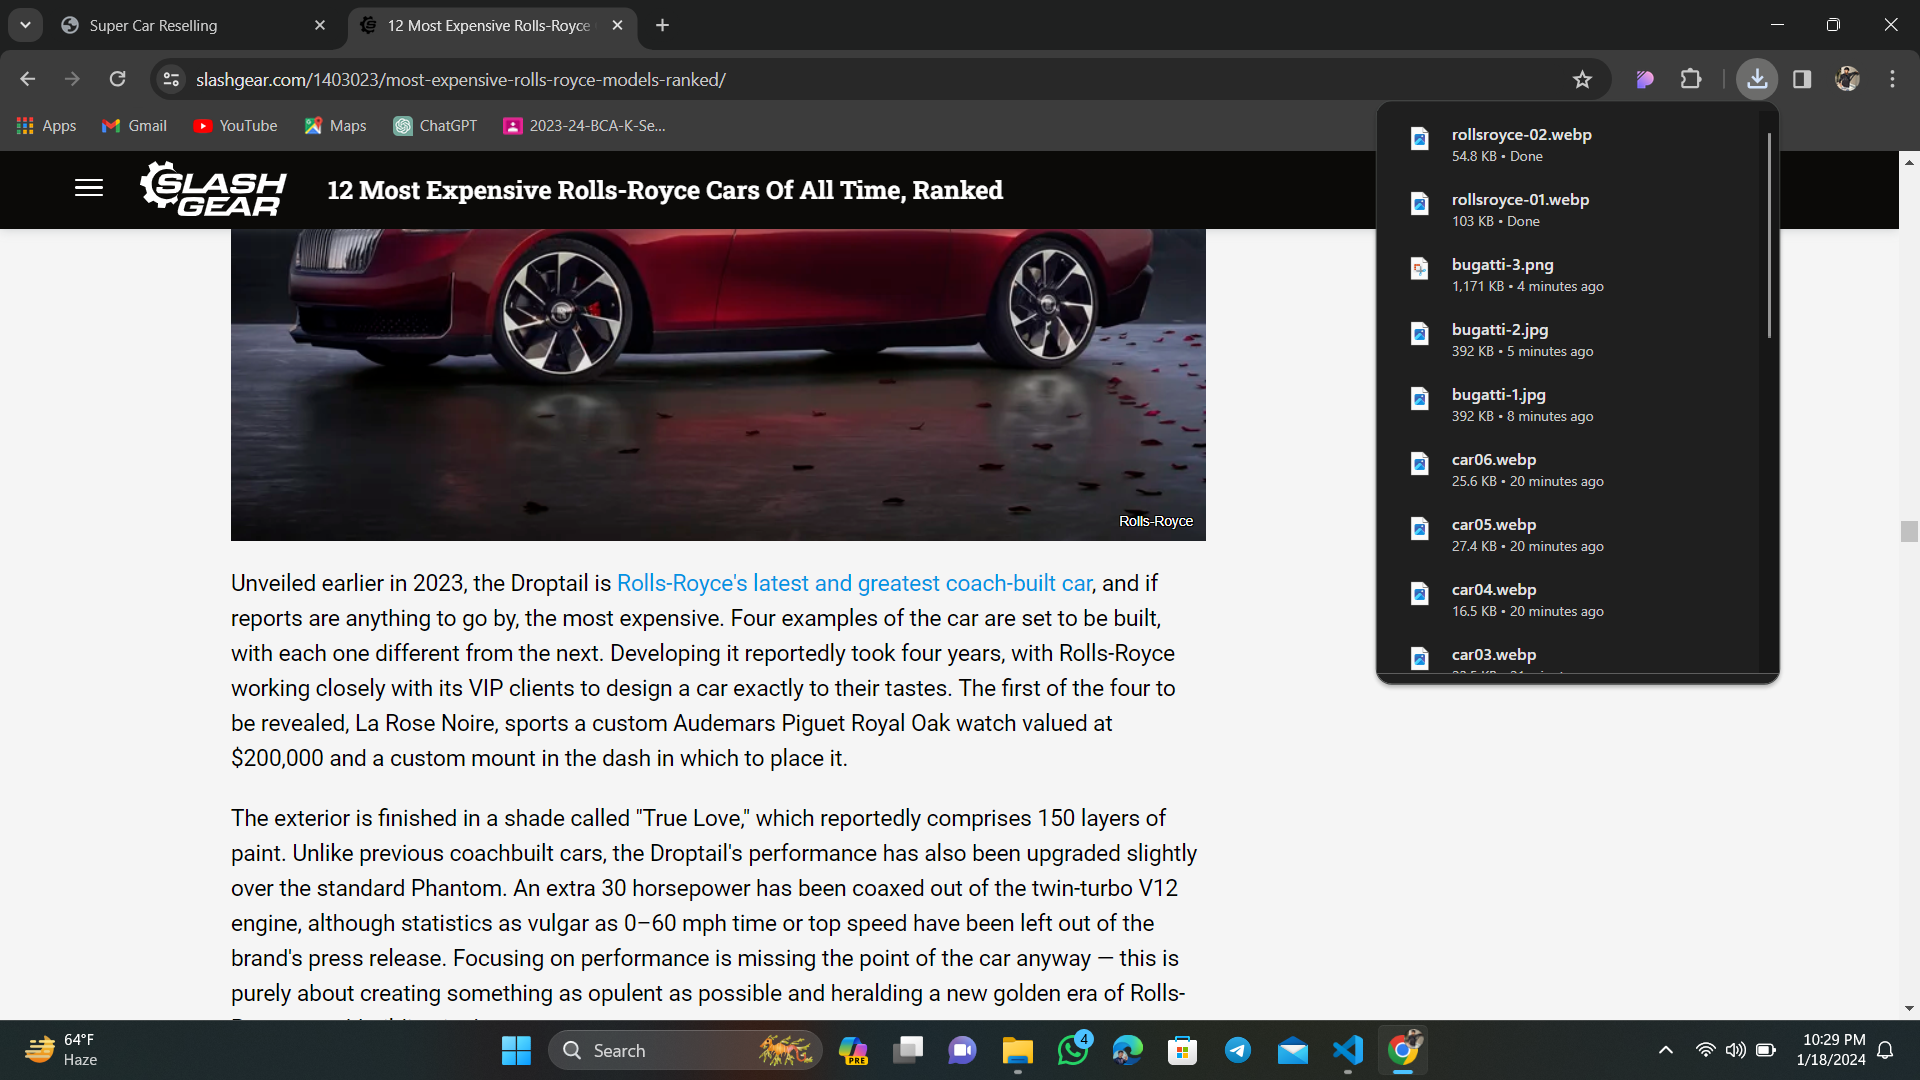 Super Car Reselling
12 Most Expensive Rolls-Royce
slashgear.com/1403023/most-expensive-rolls-royce-models-ranked/
Apps
Gmail
YouTube
Maps
ChatGPT
2023-24-BCA-K-Se...
SLASH
GEAR
12 Most Expensive Rolls-Royce Cars Of All Time, Ranked
rollsroyce-02.webp
54.8 KB • Done
rollsroyce-01.webp
103 KB • Done
bugatti-3.png
1,171 KB • 4 minutes ago
bugatti-2.jpg
392 KB • 5 minutes ago
bugatti-1.jpg
392 KB • 8 minutes ago
car06.webp
25.6 KB • 20 minutes ago
car05.webp
27.4 KB • 20 minutes ago
car04.webp
16.5 KB • 20 minutes ago
car03.webp
Rolls-Royce
Unveiled earlier in 2023, the Droptail is Rolls-Royce's latest and greatest coach-built car, and if
reports are anything to go by, the most expensive. Four examples of the car are set to be built,
with each one different from the next. Developing it reportedly took four years, with Rolls-Royce
working closely with its VIP clients to design a car exactly to their tastes. The first of the four to
be revealed, La Rose Noire, sports a custom Audemars Piguet Royal Oak watch valued at
$200,000 and a custom mount in the dash in which to place it.
The exterior is finished in a shade called "True Love," which reportedly comprises 150 layers of
paint. Unlike previous coachbuilt cars, the Droptail's performance has also been upgraded slightly
over the standard Phantom. An extra 30 horsepower has been coaxed out of the twin-turbo V12
engine, although statistics as vulgar as 0–60 mph time or top speed have been left out of the
brand's press release. Focusing on performance is missing the point of the car anyway — this is
purely about creating something as opulent as possible and heralding a new golden era of Rolls-
64°F
Haze
Search
PRE
4
10:29 PM
1/18/2024